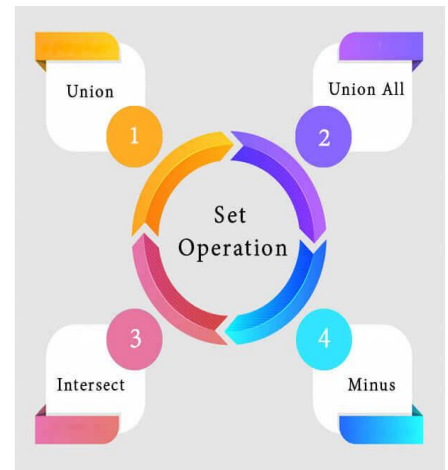 Union
1
Union All
2
Set
Operation
3
Intersect
4
Minus